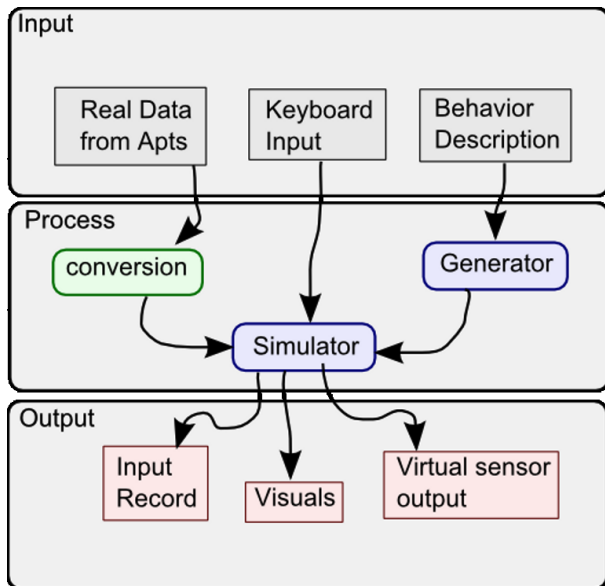 Input
Real Data
from Apts
Keyboard
Input
Behavior
Description
Process
conversion
Generator
Simulator
Output
Input
Record
Visuals
Virtual sensor
output